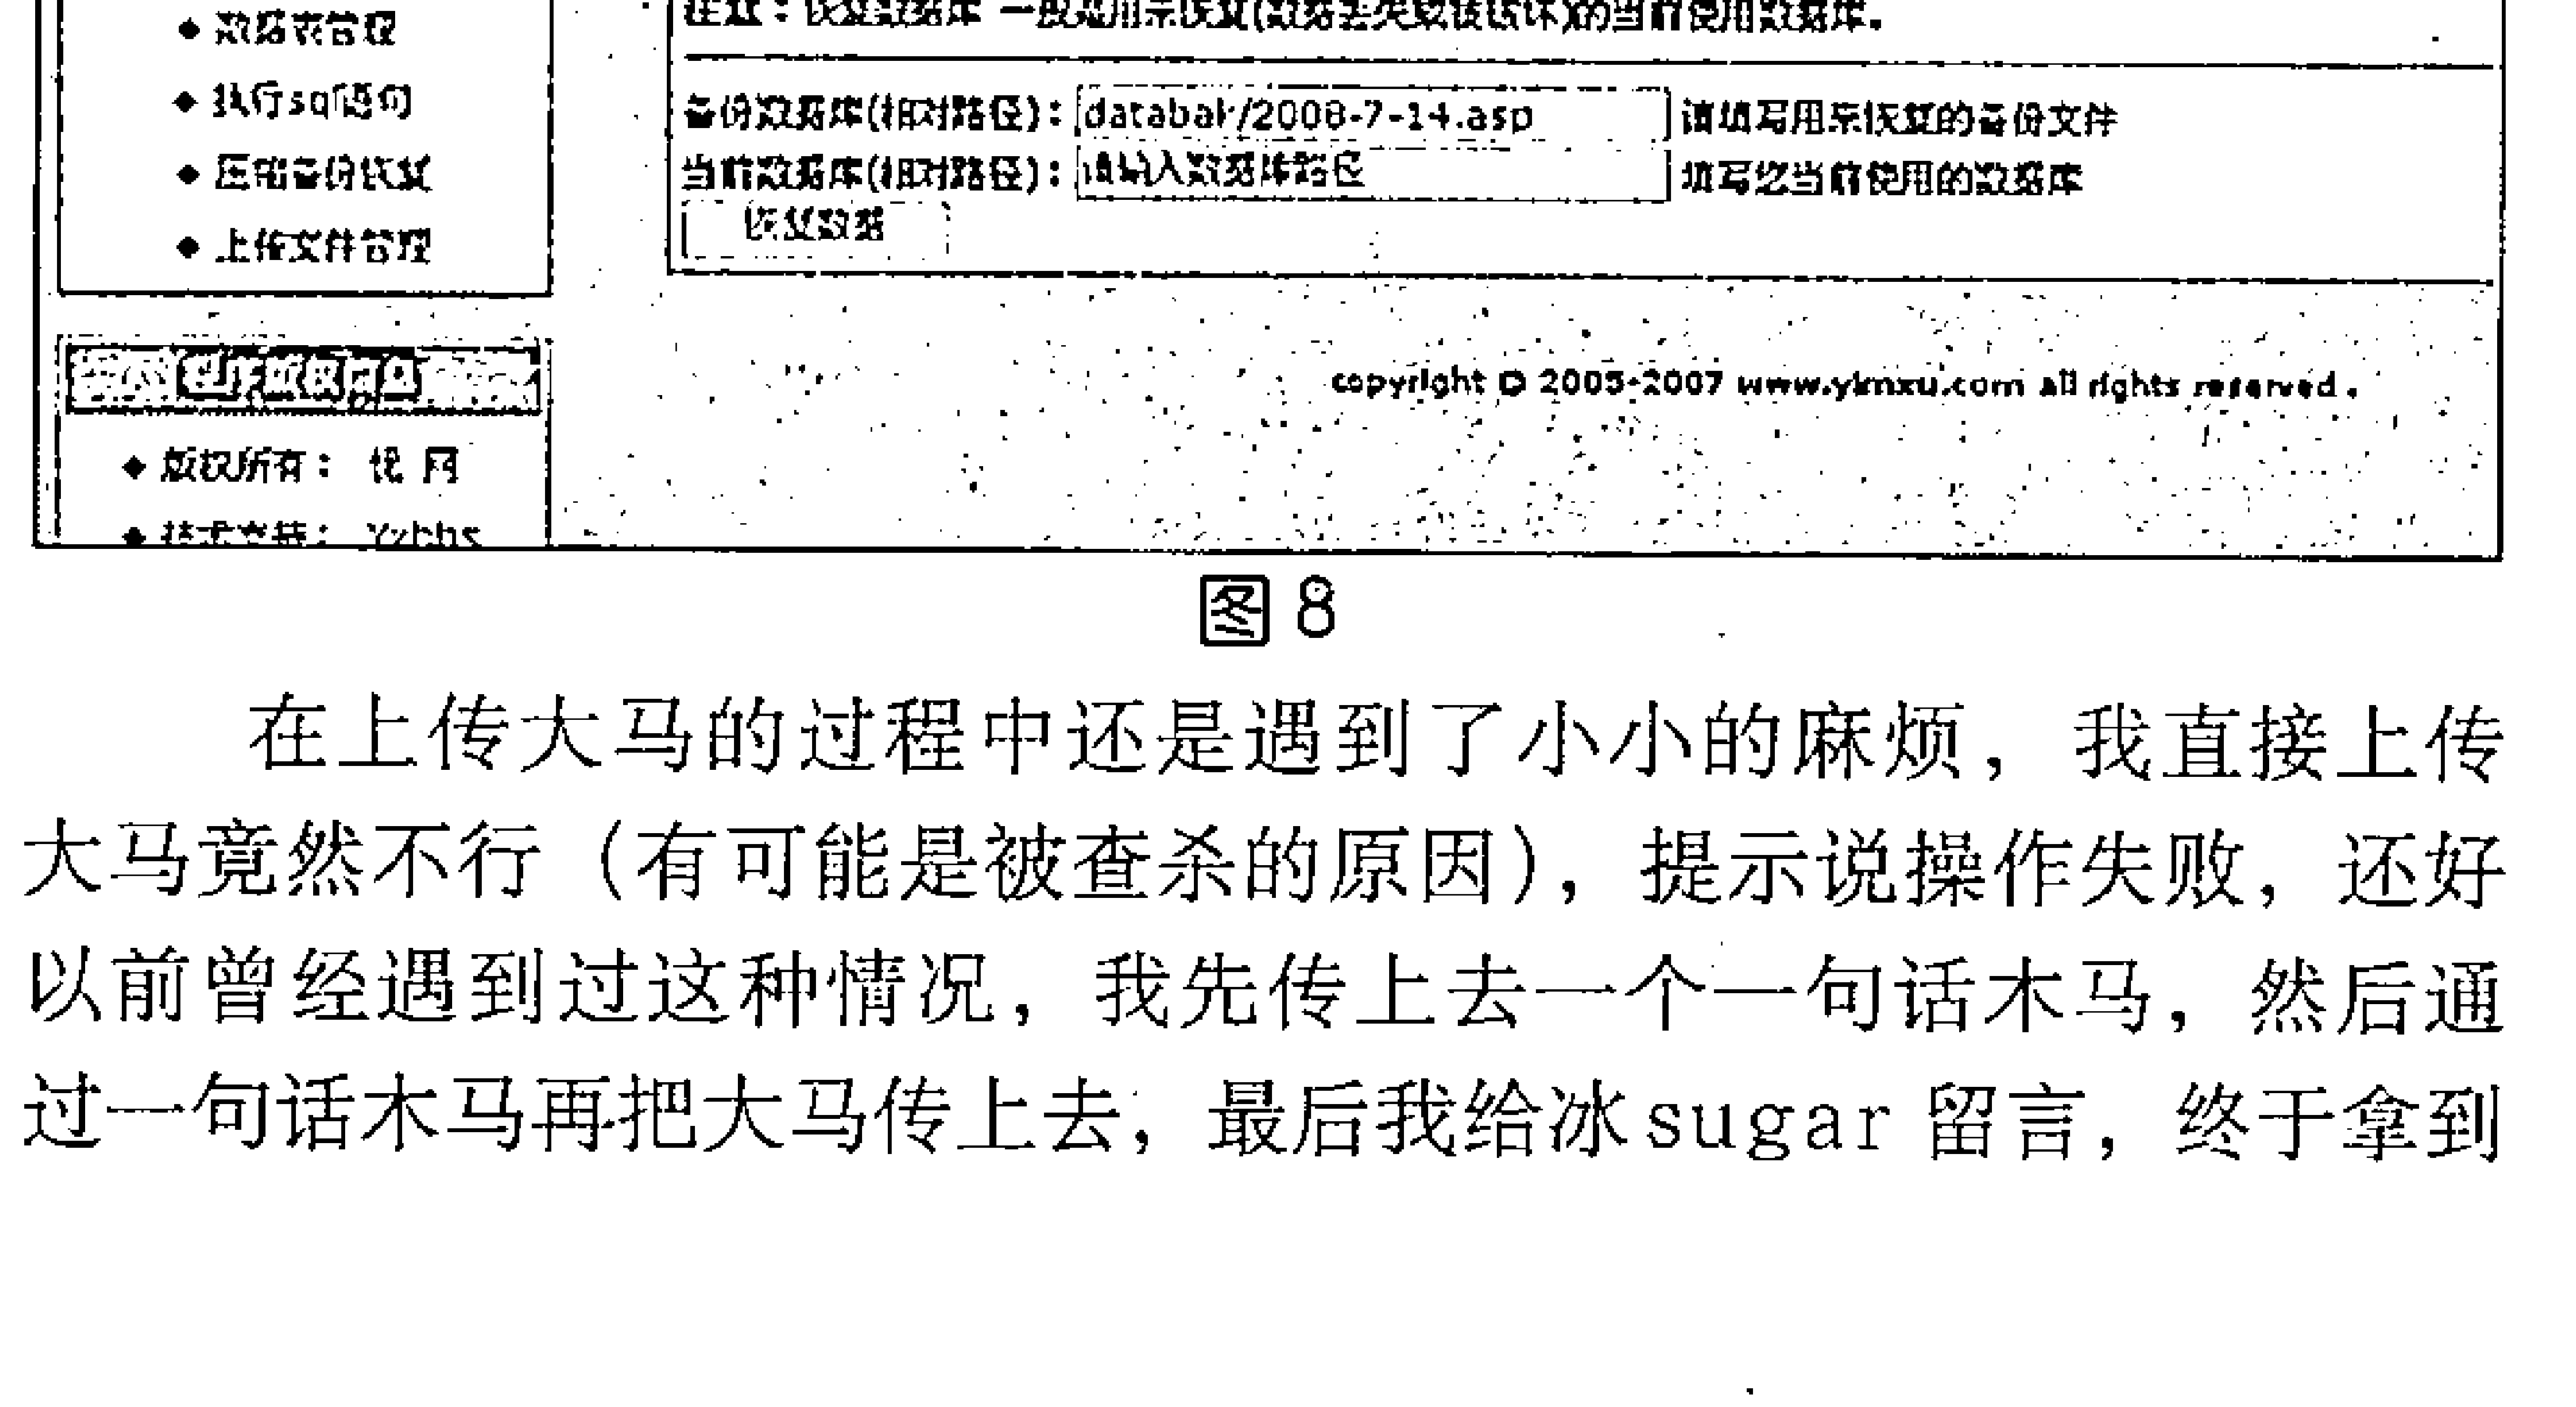 数据表管理
执行sql语句
压缩备份恢复
上传文件管理
备份数据库(相对路径): databak/2008-7-14.asp 请填写用来恢复的备份文件
当前数据库(相对路径): 请输入数据库路径 填写您当前使用的数据库
恢复数据
copyright © 2005-2007 www.ykmxu.com all rights reserved.
版权所有:
技术支持:
图8
在上传大马的过程中还是遇到了小小的麻烦，我直接上传
大马竟然不行（有可能是被查杀的原因），提示说操作失败，还好
以前曾经遇到过这种情况，我先传上去一个一句话木马，然后通
过一句话木马再把大马传上去，最后我给冰sugar留言，终于拿到